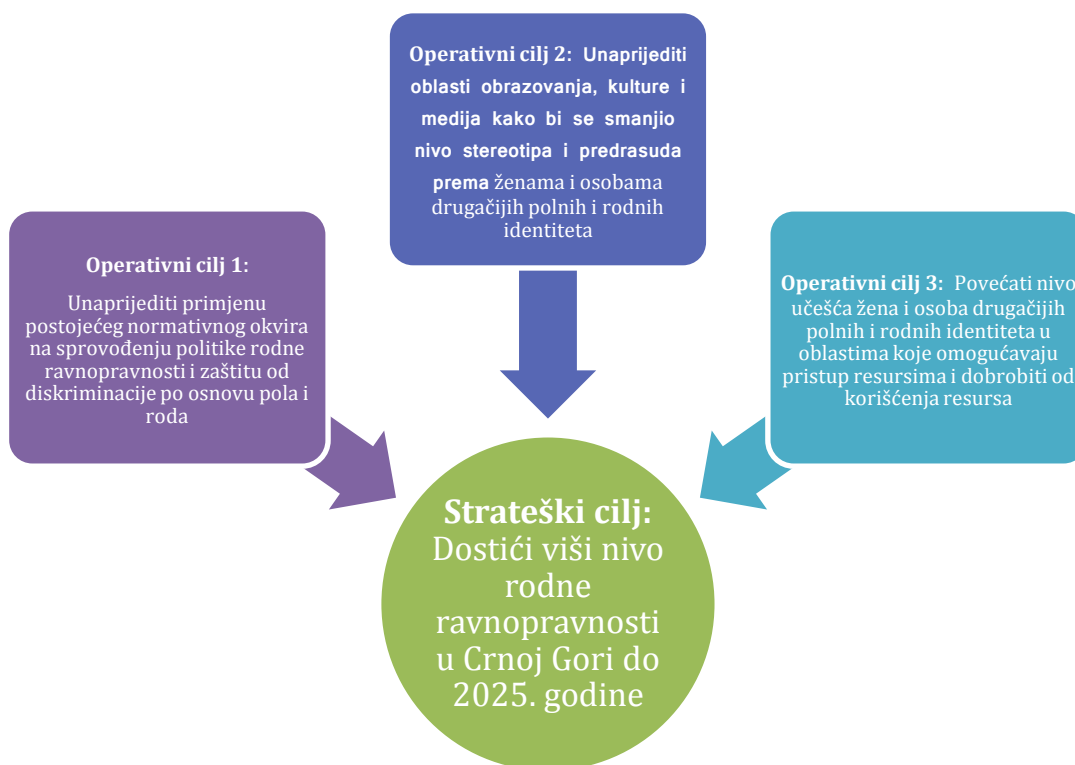 Operativni cilj 1:
Unaprijediti primjenu
postojećeg normativnog okvira
na sprovođenju politike rodne
ravnopravnosti i zaštitu od
diskriminacije po osnovu pola i
roda
Operativni cilj 2: Unaprijediti
oblasti obrazovanja, kulture i
medija kako bi se smanjio
nivo stereotipa i predrasuda
prema ženama i osobama
drugačijih polnih i rodnih
identiteta
Operativni cilj 3: Povećati nivo
učešća žena i osoba drugačijih
polnih i rodnih identiteta u
oblastima koje omogućavaju
pristup resursima i dobrobiti od
korišćenja resursa
Strateški cilj:
Dostići viši nivo
rodne
ravnopravnosti
u Crnoj Gori do
2025. godine